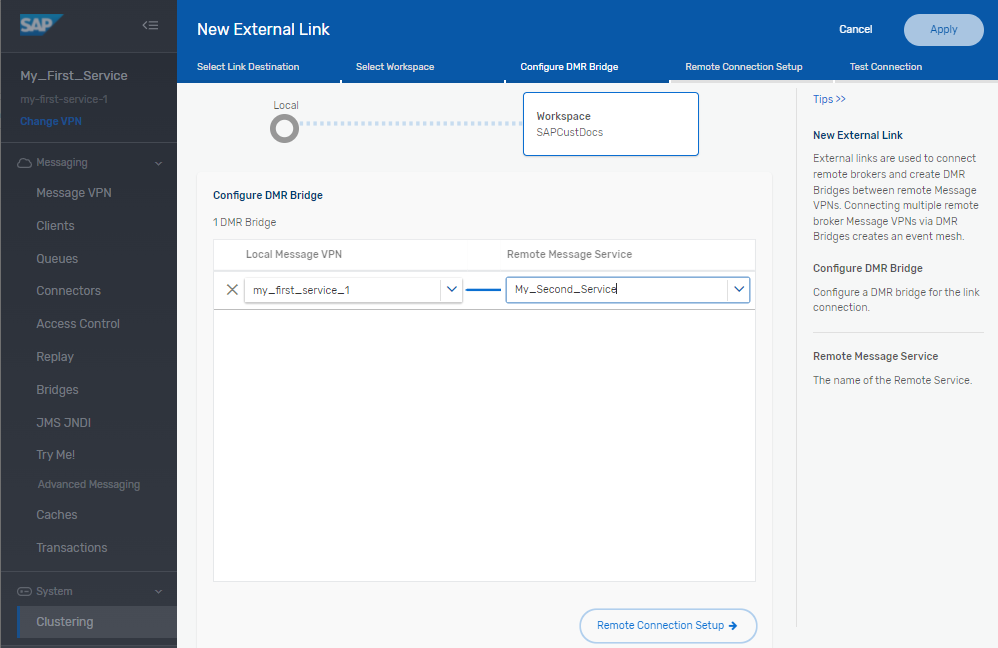 SAP
My_First_Service
my-first-service-1
Change VPN
Messaging
Message VPN
Clients
Queues
Connectors
Access Control
Replay
Bridges
JMS JNDI
Try Me!
Advanced Messaging
Caches
Transactions
System
Clustering
New External Link
Cancel
Apply
Select Link Destination
Select Workspace
Configure DMR Bridge
Remote Connection Setup
Test Connection
Local
Workspace
SAPCustDocs
Configure DMR Bridge
1 DMR Bridge
Local Message VPN
Remote Message Service
my_first_service_1
My_Second_Service
Remote Connection Setup
Tips >>
New External Link
External links are used to connect
remote brokers and create DMR
Bridges between remote Message
VPNs. Connecting multiple remote
broker Message VPNs via DMR
Bridges creates an event mesh.
Configure DMR Bridge
Configure a DMR bridge for the link
connection.
Remote Message Service
The name of the Remote Service.